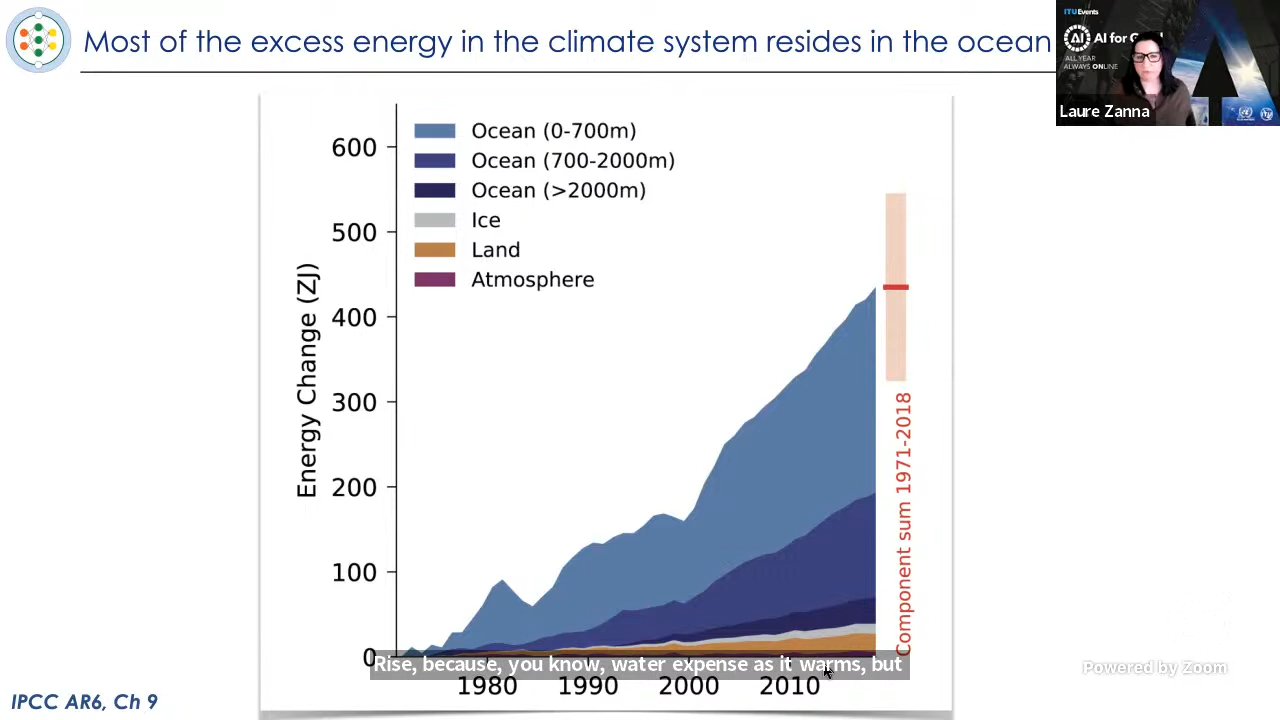 Most of the excess energy in the climate system resides in the ocean
ITUEvents
AI
ALL YEAR
ALWAYS ONLINE
Laure Zanna
Ocean (0-700m)
Ocean (700-2000m)
Ocean (>2000m)
Ice
Land
Atmosphere
Energy Change (ZJ)
600
500
400
300
200
100
0
1980 1990 2000 2010
Component sum 1971-2018
Rise, because, you know, water expense as it warms, but
IPCC AR6, Ch 9
Powered by Zoom